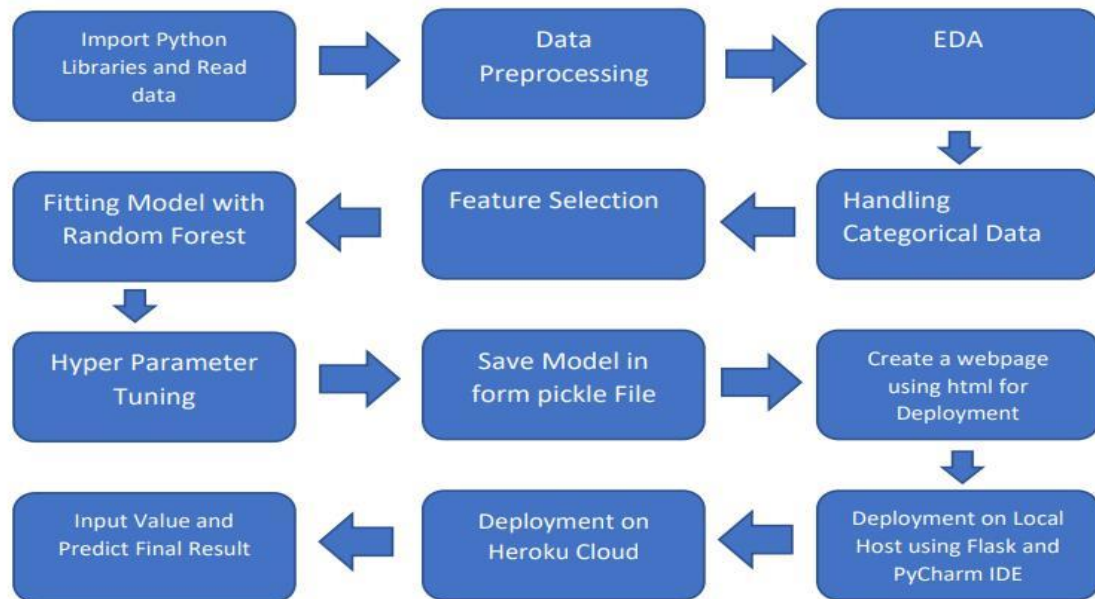 Import Python
Libraries and Read
data
Data
Preprocessing
EDA
Handling
Categorical Data
Feature Selection
Fitting Model with
Random Forest
Hyper Parameter
Tuning
Save Model in
form pickle File
Create a webpage
using html for
Deployment
Deployment on Local
Host using Flask and
PyCharm IDE
Deployment on
Heroku Cloud
Input Value and
Predict Final Result